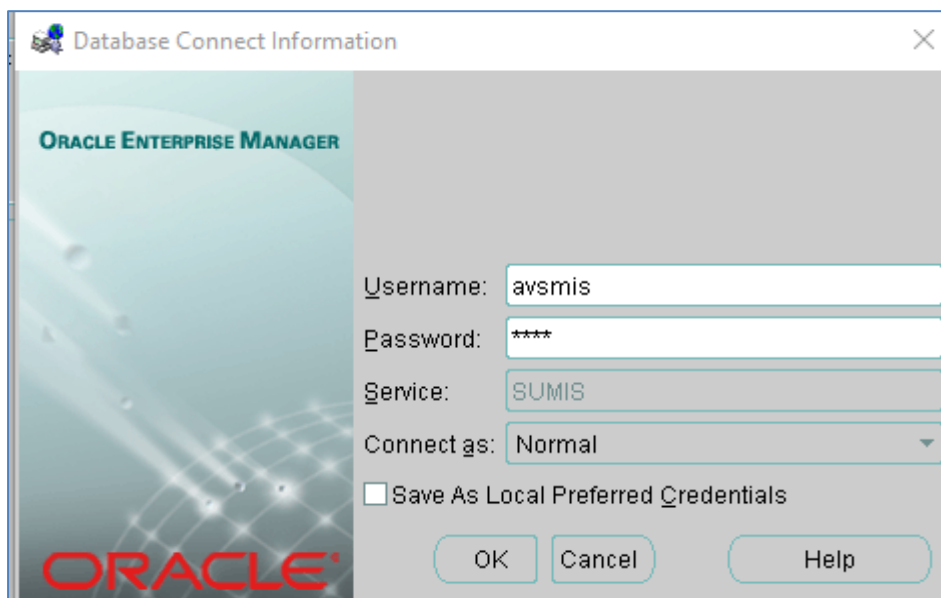 Database Connect Information
ORACLE ENTERPRISE MANAGER
Username: avsmis
Password: ****
Service: SUMIS
Connect as: Normal
Save As Local Preferred Credentials
OK Cancel Help
ORACLE